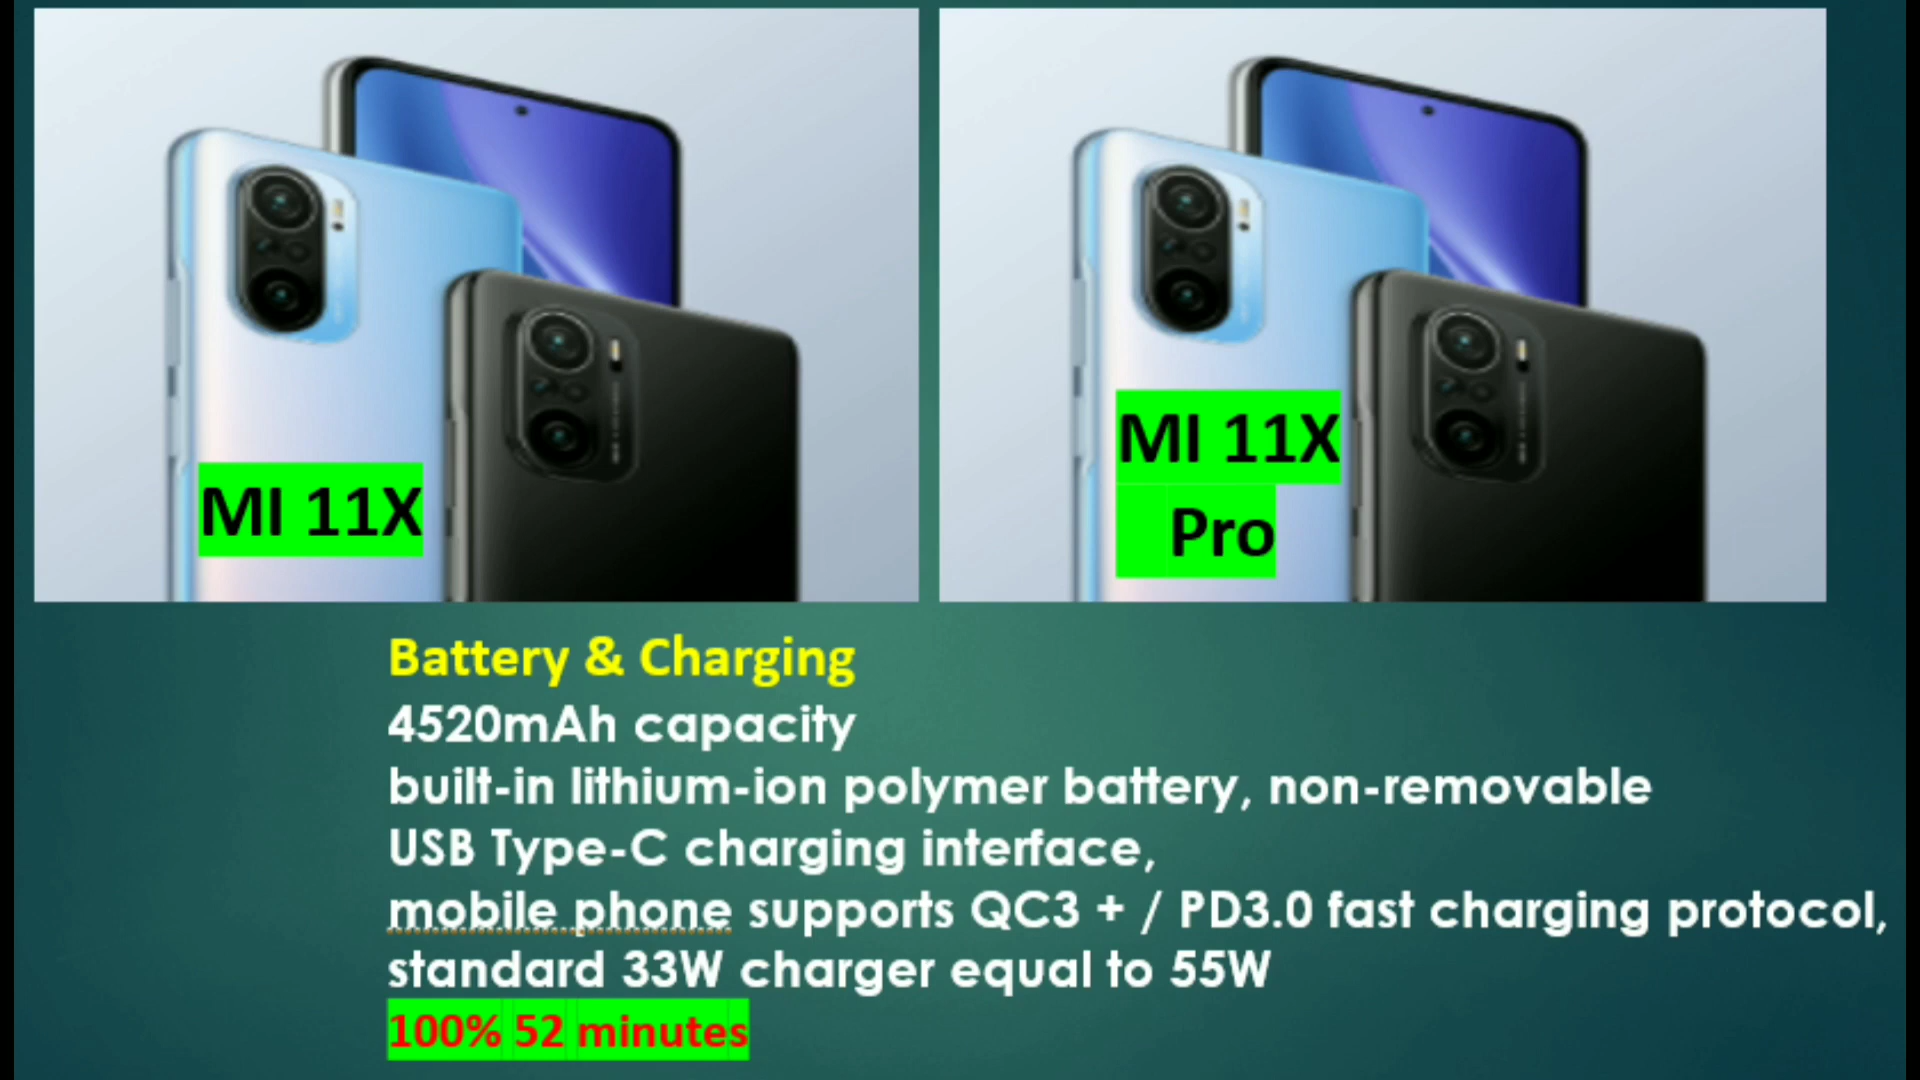 MI 11X
MI 11X
Pro
Battery & Charging
4520mAh capacity
built-in lithium-ion polymer battery, non-removable
USB Type-C charging interface,
mobile phone supports QC3 + / PD3.0 fast charging protocol,
standard 33W charger equal to 55W
100% 52 minutes